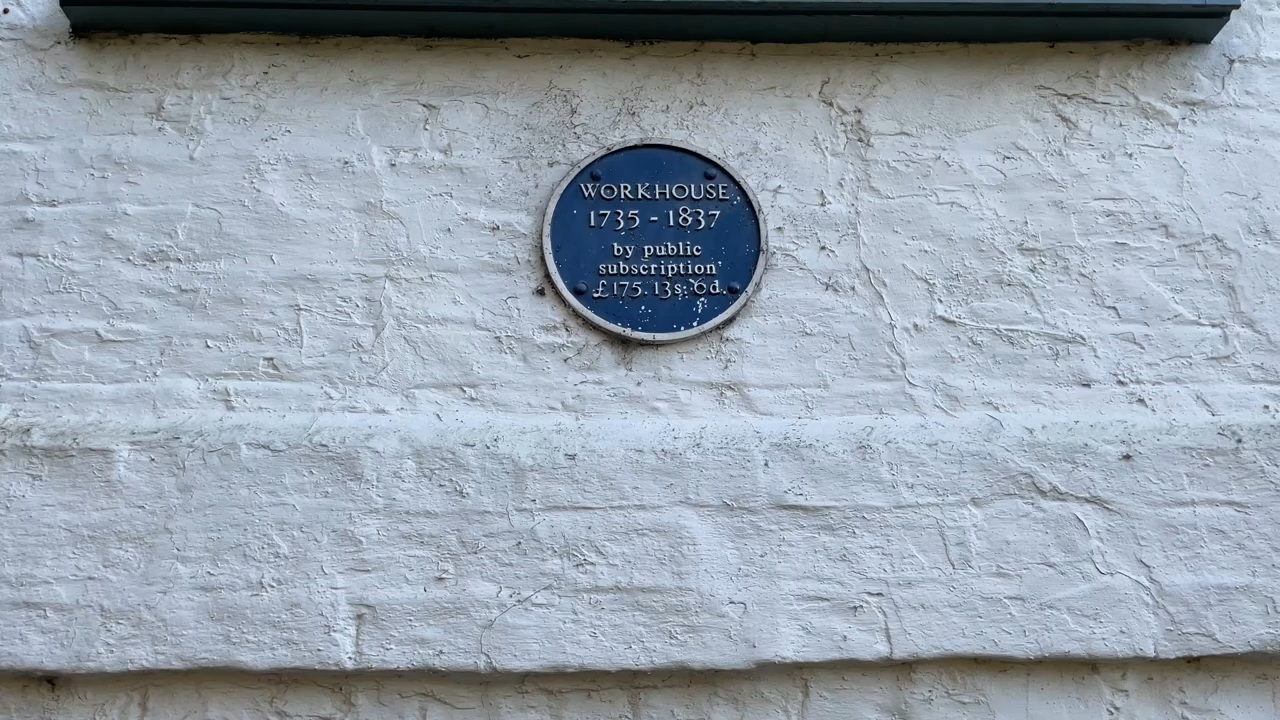 WORKHOUSE
1735 - 1837
by public
subscription
£175. 13s. 6d.